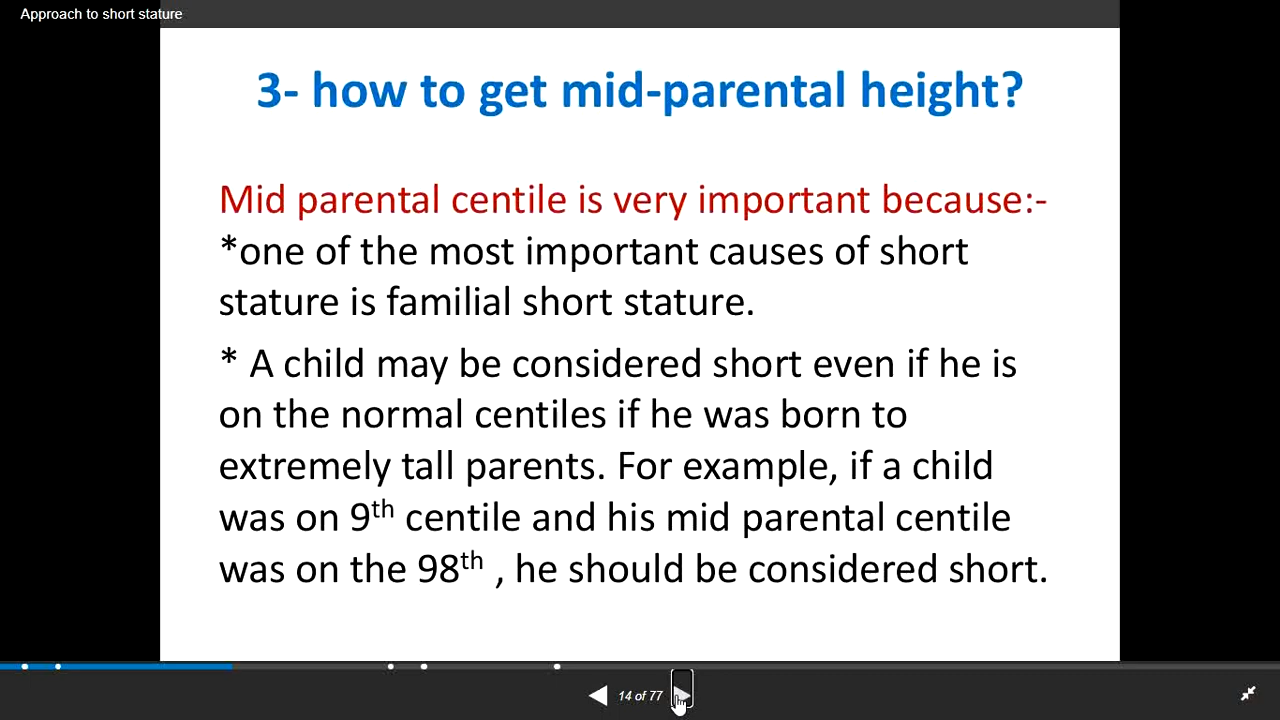 Approach to short stature
3- how to get mid-parental height?
Mid parental centile is very important because:-
*one of the most important causes of short
stature is familial short stature.
* A child may be considered short even if he is
on the normal centiles if he was born to
extremely tall parents. For example, if a child
was on 9th centile and his mid parental centile
was on the 98th , he should be considered short.
14 of 77